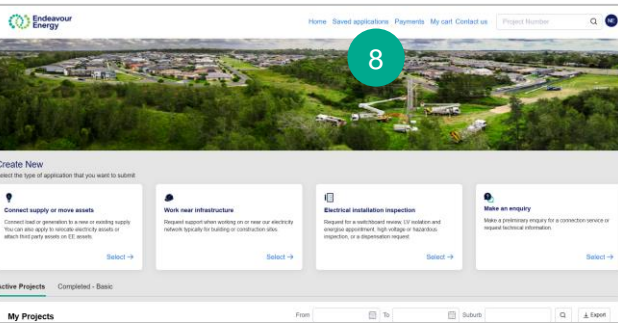 Endeavour
Energy
Home Saved applications Payments My cart Contact us Project Number NE
8
Create New
Select the type of application that you want to submit
Connect supply or move assets
Connect load or generation to a new or existing supply.
You can also apply to relocate electricity assets or
attach third party assets on EE assets.
Select →
Work near infrastructure
Request support when working on or near our electricity
network typically for building or construction sites.
Select →
Electrical installation inspection
Request for a switchboard review, LV isolation and
energise appointment, high voltage or hazardous
inspection, or a dispensation request.
Select →
Make an enquiry
Make a preliminary enquiry for a connection service or
request technical information.
Select →
Active Projects Completed - Basic
My Projects From To Suburb Export